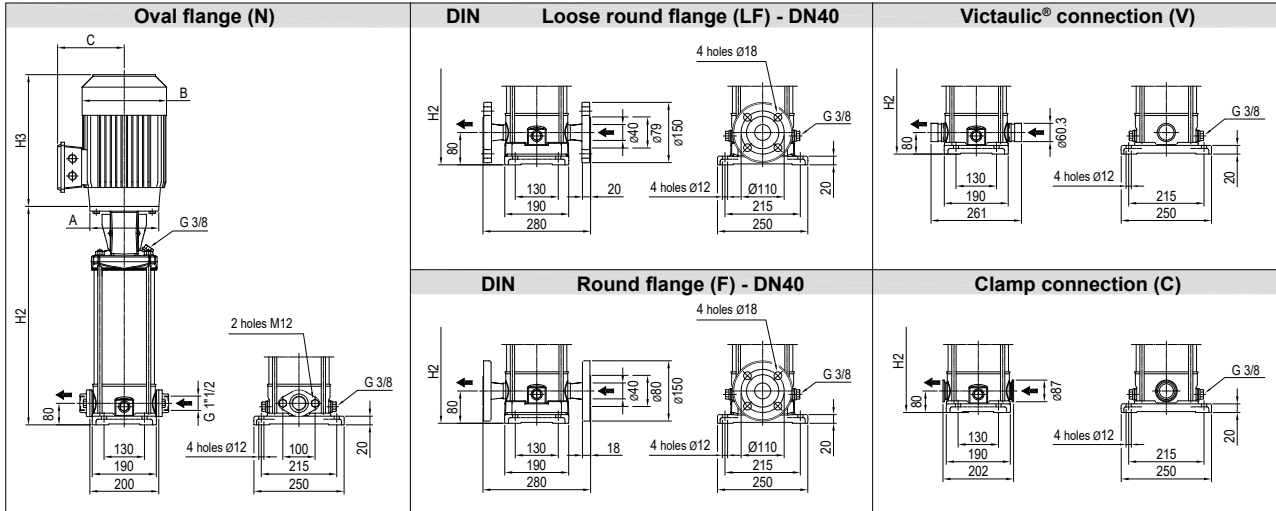 Oval flange (N)
C
B
H3
A
G 3/8
H2
2 holes M12
80
G 1"1/2
G 3/8
130
190
200
4 holes Ø12
100
215
250
20
DIN Loose round flange (LF) - DN40
4 holes Ø18
H2
80
ø40
ø79
ø150
G 3/8
130
190
280
20
4 holes Ø12
Ø110
215
250
20
DIN Round flange (F) - DN40
4 holes Ø18
H2
80
ø40
ø80
ø150
G 3/8
130
190
280
18
4 holes Ø12
Ø110
215
250
20
Victaulic® connection (V)
H2
80
ø60.3
G 3/8
130
190
261
4 holes Ø12
215
250
20
Clamp connection (C)
H2
80
ø87
G 3/8
130
190
202
4 holes Ø12
215
250
20